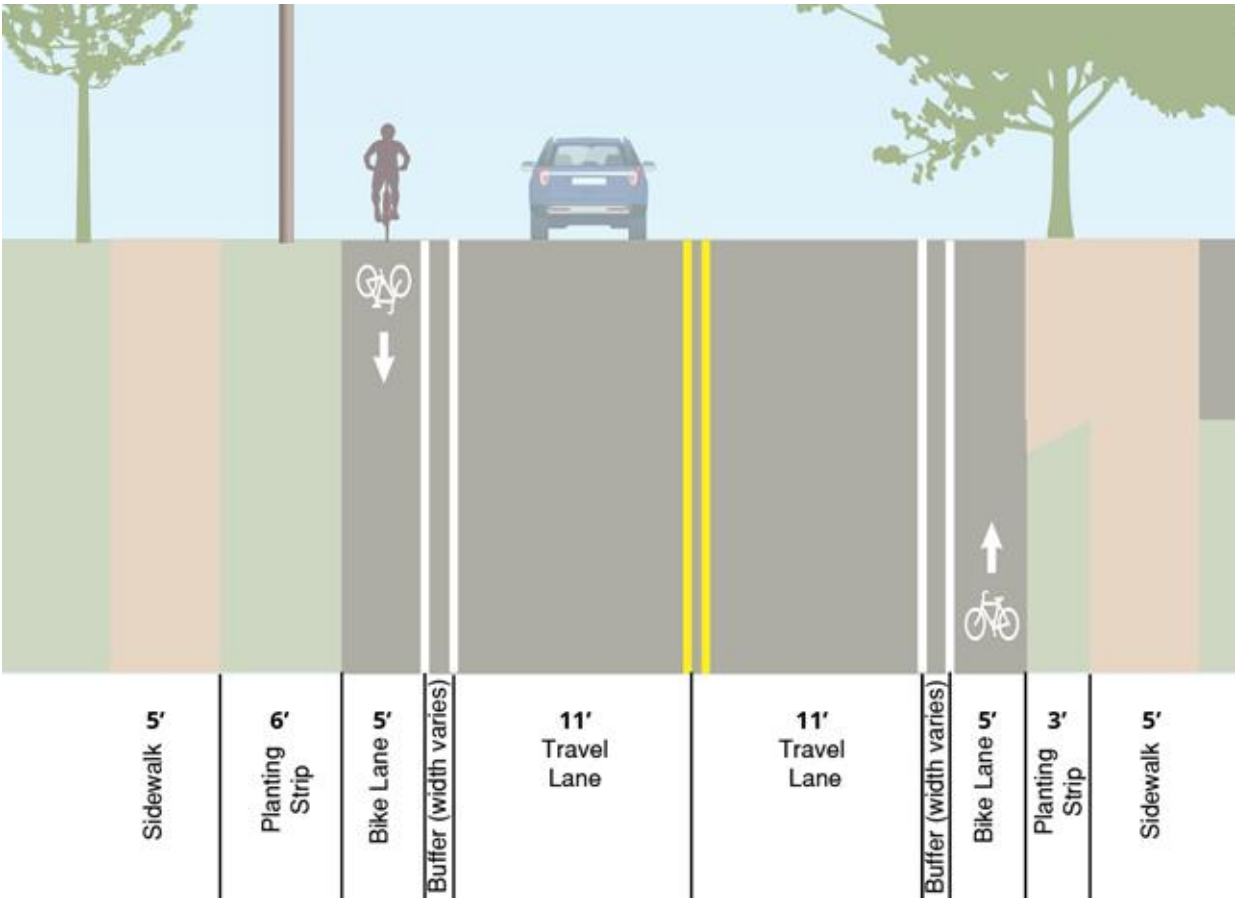 5’
Sidewalk
6’
Planting
Strip
5’
Bike Lane
Buffer (width varies)
11’
Travel
Lane
11’
Travel
Lane
Buffer (width varies)
5’
Bike Lane
3’
Planting
Strip
5’
Sidewalk